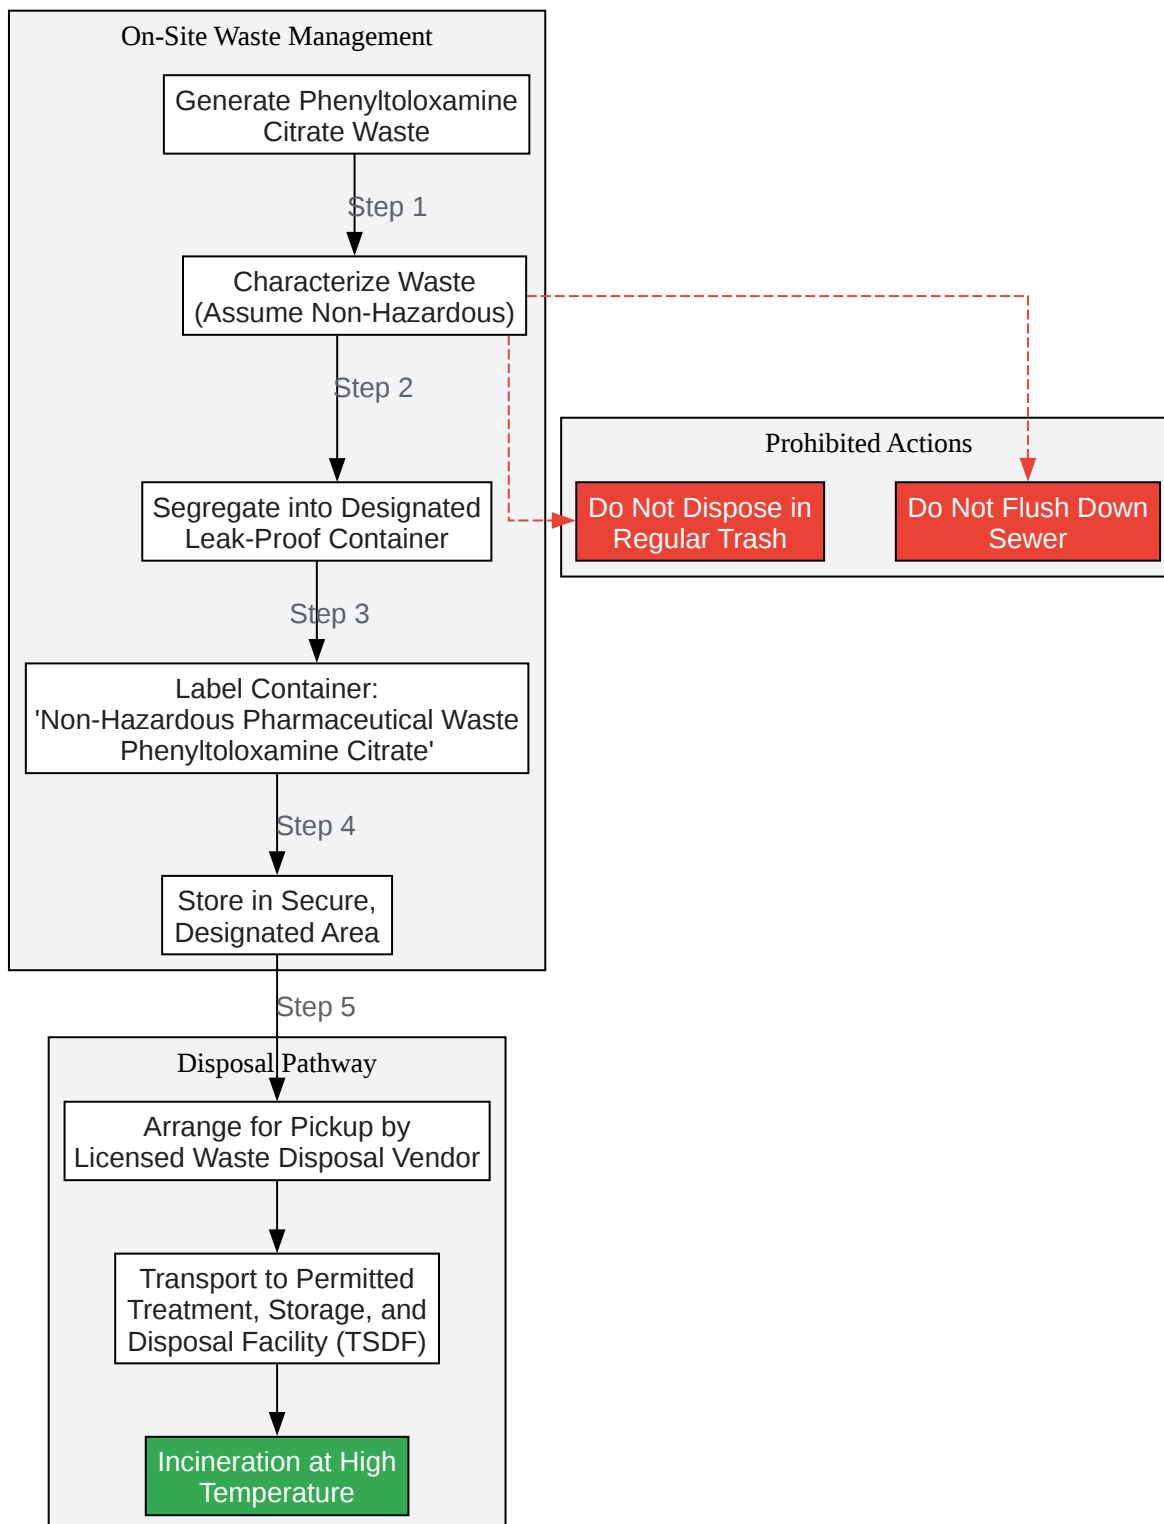 On-Site Waste Management
Generate Phenyltoloxamine
Citrate Waste
Step 1
Characterize Waste
(Assume Non-Hazardous)
Step 2
Prohibited Actions
Segregate into Designated
Leak-Proof Container
Do Not Dispose in
Regular Trash
Do Not Flush Down
Sewer
Step 3
Label Container:
'Non-Hazardous Pharmaceutical Waste
Phenyltoloxamine Citrate'
Step 4
Store in Secure,
Designated Area
Step 5
Disposal Pathway
Arrange for Pickup by
Licensed Waste Disposal Vendor
Transport to Permitted
Treatment, Storage, and
Disposal Facility (TSDF)
Incineration at High
Temperature